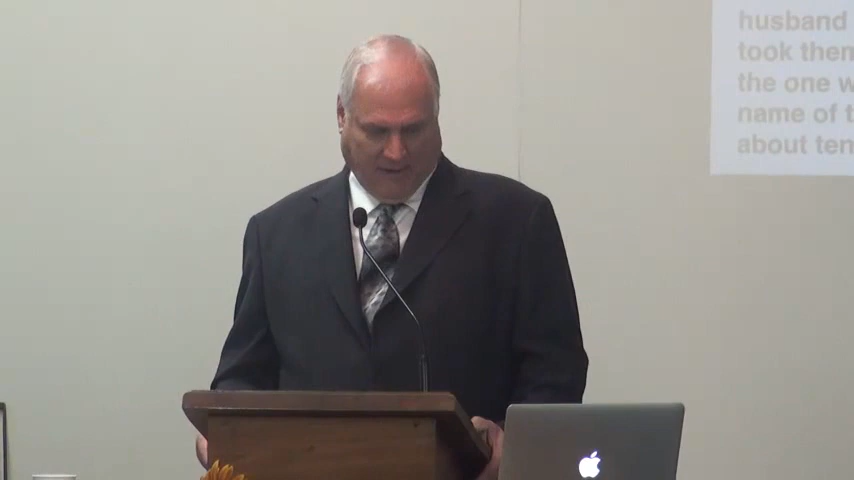 husband
took them
the one w
name of t
about ten